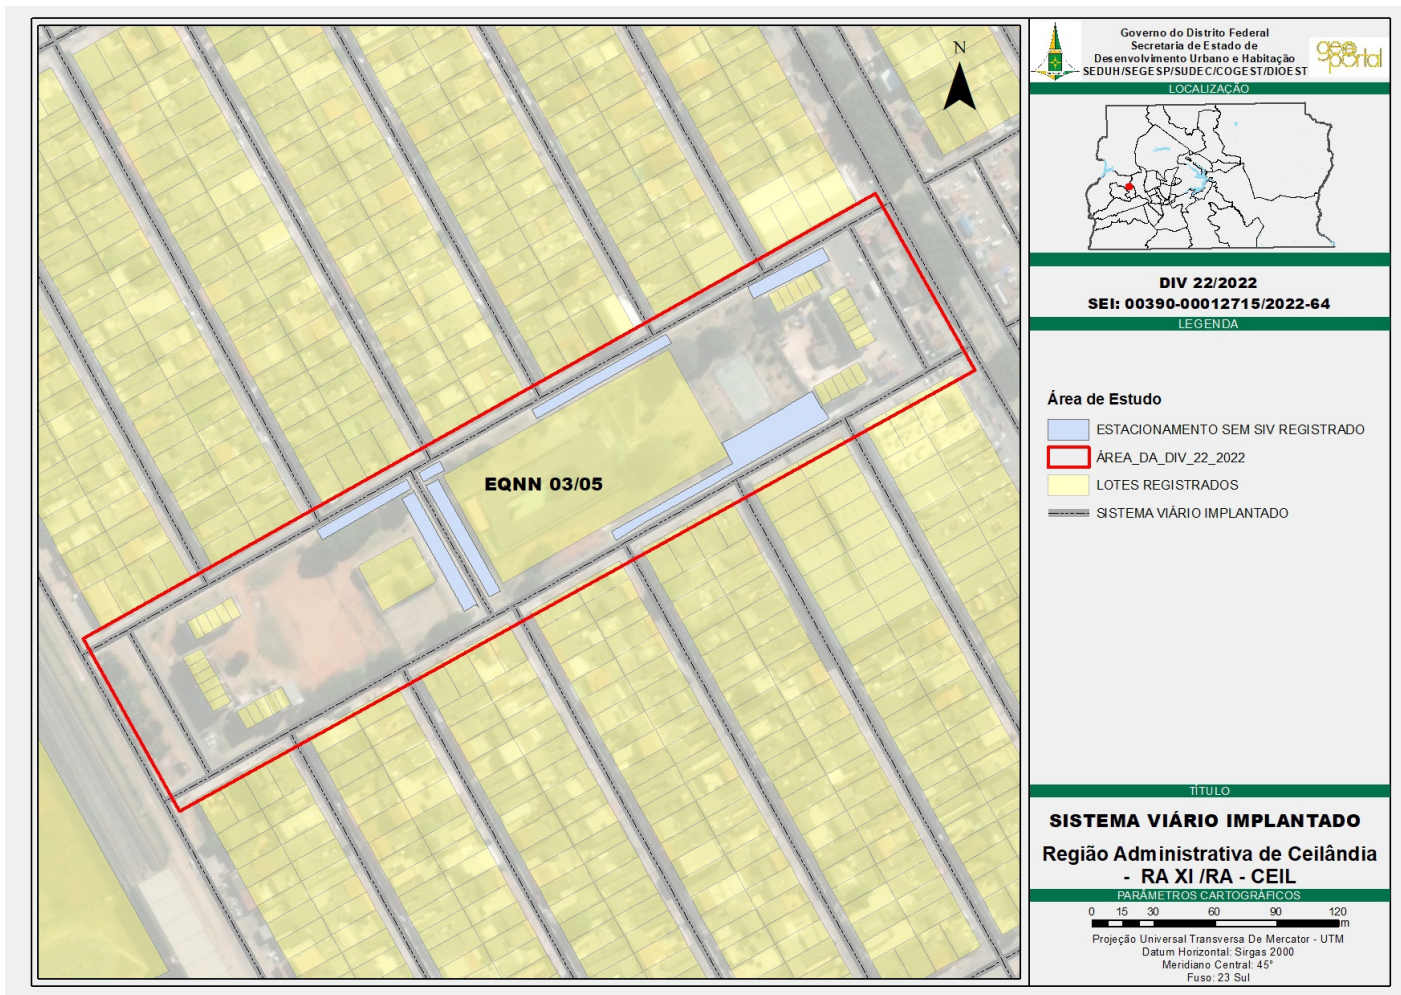 N
EQNN 03/05
Governo do Distrito Federal
Secretaria de Estado de
Desenvolvimento Urbano e Habitação
SEDUH/SEGESP/SUDEC/COGEST/DIOEST
geo
portal
LOCALIZAÇÃO
DIV 22/2022
SEI: 00390-00012715/2022-64
LEGENDA
Área de Estudo
ESTACIONAMENTO SEM SIV REGISTRADO
ÁREA_DA_DIV_22_2022
LOTES REGISTRADOS
SISTEMA VIÁRIO IMPLANTADO
TÍTULO
SISTEMA VIÁRIO IMPLANTADO
Região Administrativa de Ceilândia
- RA XI /RA - CEIL
PARÂMETROS CARTOGRÁFICOS
0 15 30 60 90 120
m
Projeção Universal Transversa De Mercator - UTM
Datum Horizontal: Sirgas 2000
Meridiano Central: 45°
Fuso: 23 Sul